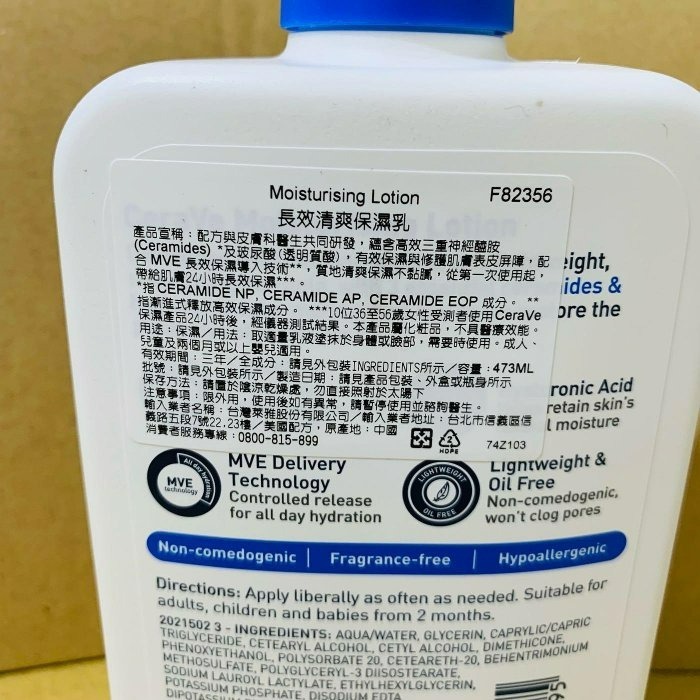 Moisturising Lotion F82356
長效清爽保濕乳
產品宣稱：配方與皮膚科醫生共同研發，蘊含高效三重神經醯胺
(Ceramides) *及玻尿酸(透明質酸)，有效保濕與修護肌膚表皮屏障，配
合 MVE 長效保濕導入技術**，質地清爽保濕不黏膩，從第一次使用起，
帶給肌膚24小時長效保濕***。
*指 CERAMIDE NP, CERAMIDE AP, CERAMIDE EOP 成分。 **
指漸進式釋放高效保濕成分。 ***10位36至56歲女性受測者使用CeraVe
保濕產品24小時後，經儀器測試結果。本產品屬化粧品，不具醫療效能。
用途：保濕／用法：取適量乳液塗抹於身體或臉部，需要時使用。成人、
兒童及兩個月或以上嬰兒適用。
有效期間：三年／全成分：請見外包裝INGREDIENTS所示／容量：473ML
批號：請見外包裝所示／製造日期：請見產品包裝、外盒或瓶身所示
保存方法：請置於陰涼乾燥處，勿直接照射於太陽下
注意事項：限外用，使用後如有異常，請暫停使用並諮詢醫生。
輸入業者名稱：台灣萊雅股份有限公司／輸入業者地址：台北市信義區信
義路五段7號22.23樓／美國配方，原產地：中國
消費者服務專線：0800-815-899
HDPE
74Z103
eight,
ides &
ore the
ronic Acid
retain skin's
l moisture
All day hydration
MVE
technology
MVE Delivery
Technology
Controlled release
for all day hydration
LIGHTWEIGHT
OIL FREE
Lightweight &
Oil Free
Non-comedogenic,
won't clog pores
Non-comedogenic | Fragrance-free | Hypoallergenic
Directions: Apply liberally as often as needed. Suitable for
adults, children and babies from 2 months.
2021502 3 - INGREDIENTS: AQUA/WATER, GLYCERIN, CAPRYLIC/CAPRIC
TRIGLYCERIDE, CETEARYL ALCOHOL, CETYL ALCOHOL, DIMETHICONE,
PHENOXYETHANOL, POLYSORBATE 20, CETEARETH-20, BEHENTRIMONIUM
METHOSULFATE, POLYGLYCERYL-3 DIISOSTEARATE,
SODIUM LAUROYL LACTYLATE, ETHYLHEXYLGLYCERIN,
POTASSIUM PHOSPHATE, DISODIUM EDTA
DIPOTASSIUM